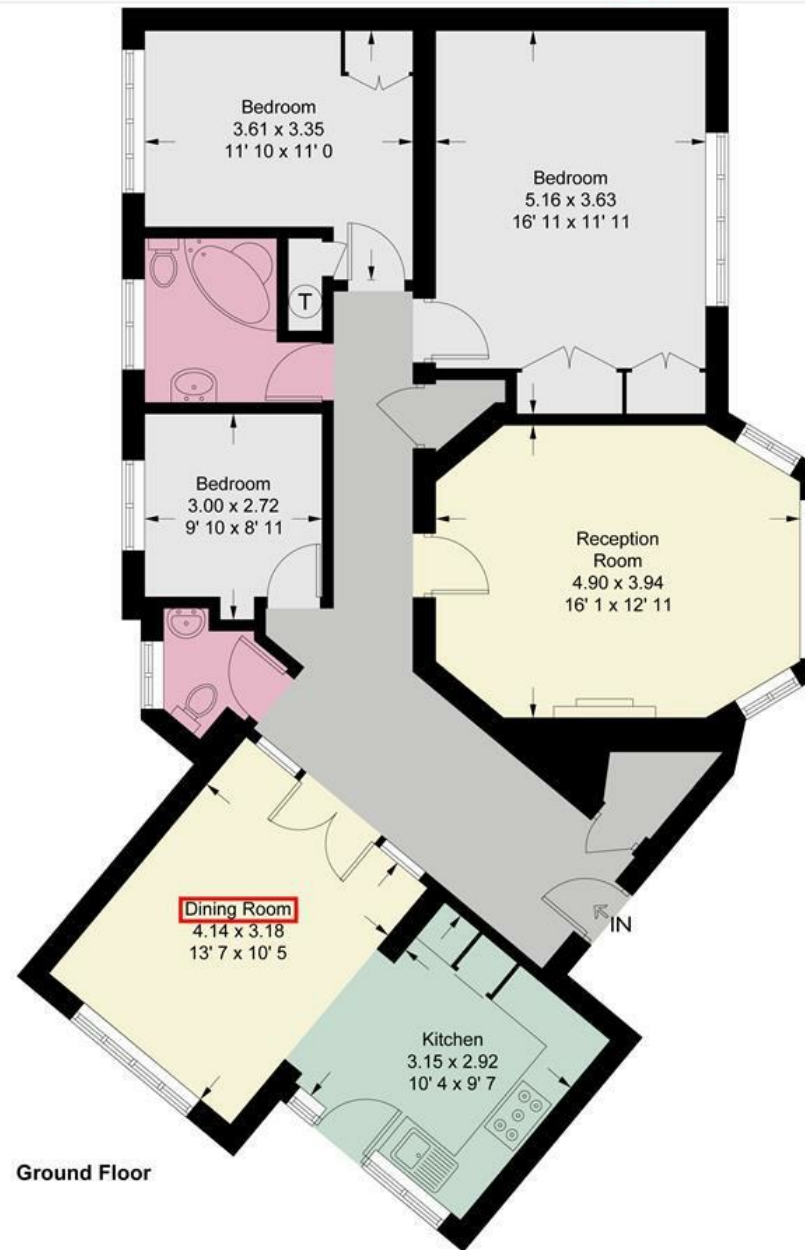 Bedroom
3.61 x 3.35
11' 10 x 11' 0
Bedroom
5.16 x 3.63
16' 11 x 11' 11
T
Bedroom
3.00 x 2.72
9' 10 x 8' 11
Reception
Room
4.90 x 3.94
16' 1 x 12' 11
Dining Room
4.14 x 3.18
13' 7 x 10' 5
IN
Kitchen
3.15 x 2.92
10' 4 x 9' 7
Ground Floor